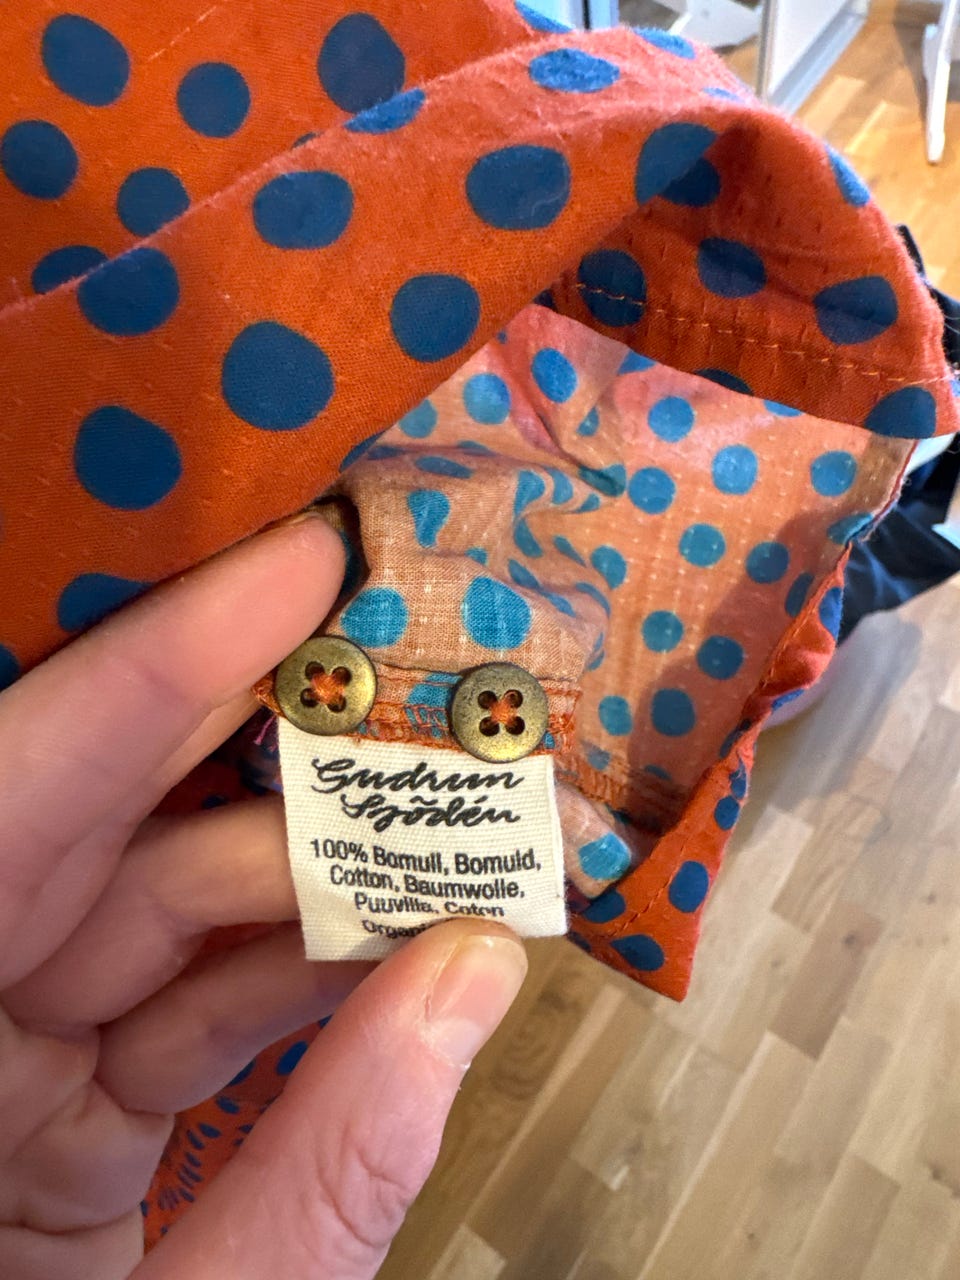 Gudrun
Sjödén
100% Bomull, Bomuld,
Cotton, Baumwolle,
Puuvilla, Coton